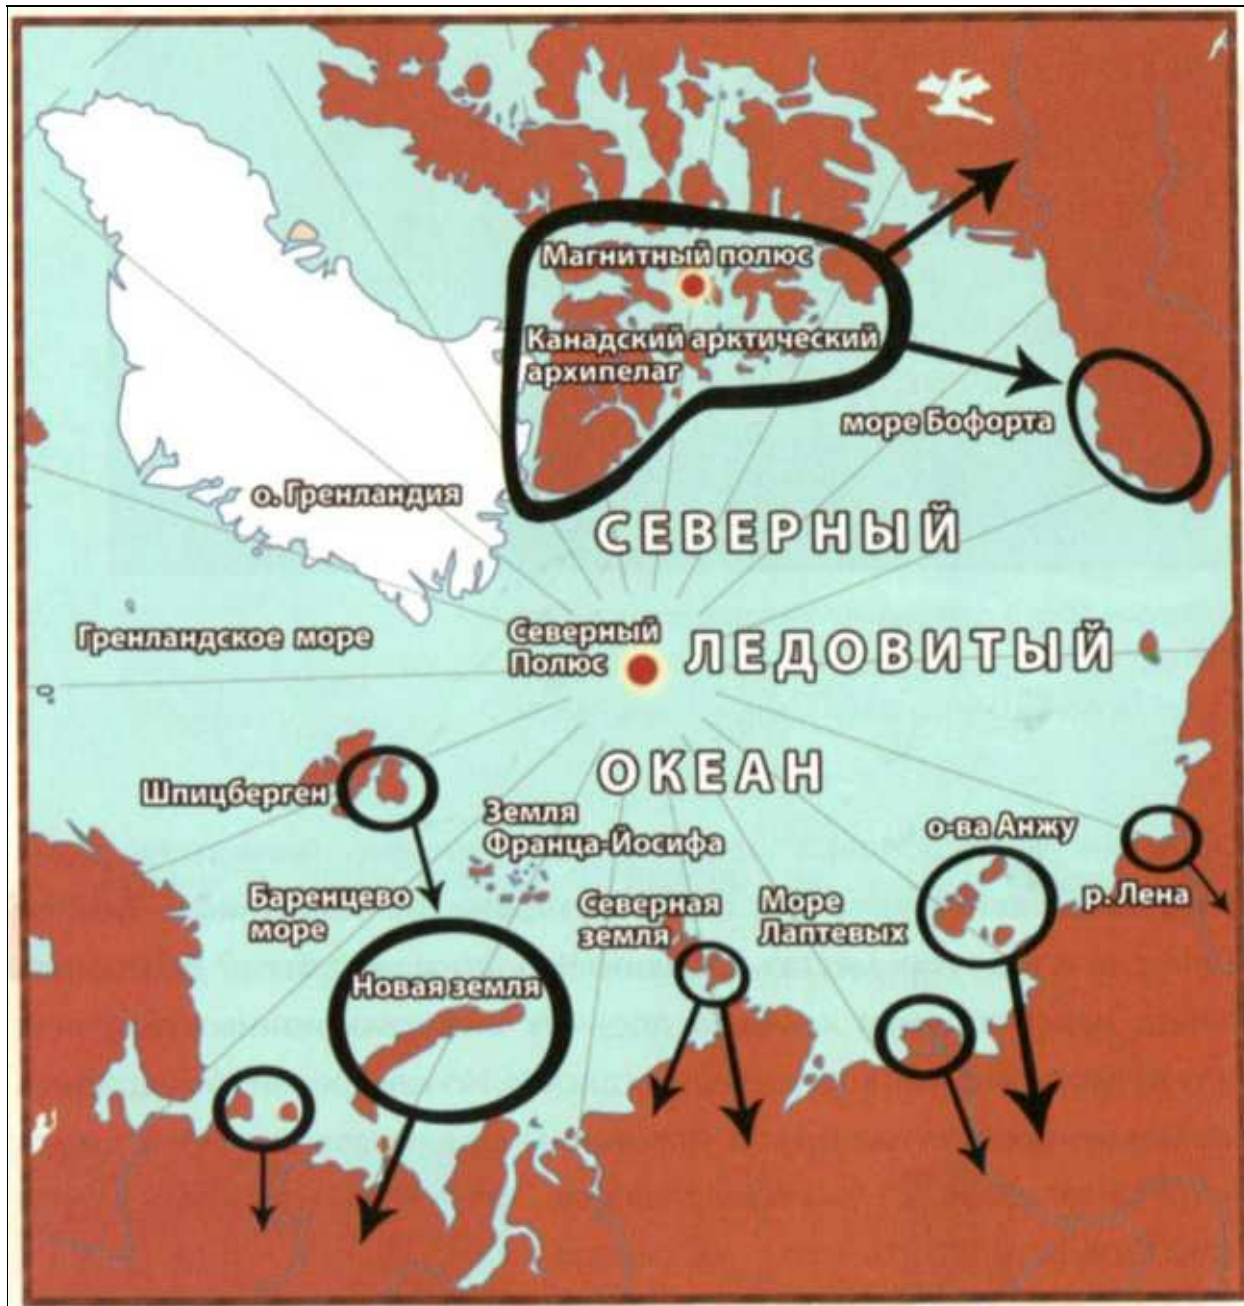 Магнитный полюс
Канадский арктический
архипелаг
море Бофорта
о. Гренландия
СЕВЕРНЫЙ
Гренландское море
Северный
Полюс
ЛЕДОВИТЫЙ
0°
ОКЕАН
Шпицберген
Земля
Франца-Йосифа
о-ва Анжу
Баренцево
море
Северная
земля
Море
Лаптевых
р. Лена
Новая земля